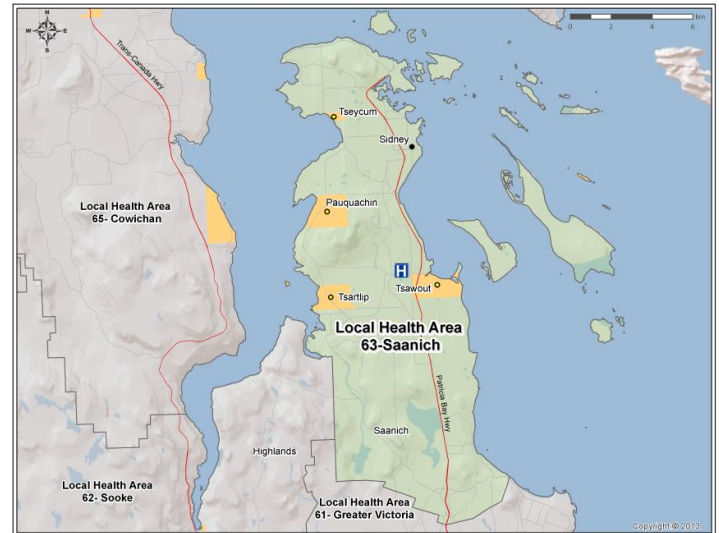 N
W E
S
0 2 4 6 km
Trans-Canada Hwy
Tseycum
Sidney
Local Health Area
65- Cowichan
Pauquachin
H
Tsawout
Tsartlip
Local Health Area
63-Saanich
Patricia Bay Hwy
Saanich
Highlands
Local Health Area
62- Sooke
Local Health Area
61- Greater Victoria
Copyright © 2013